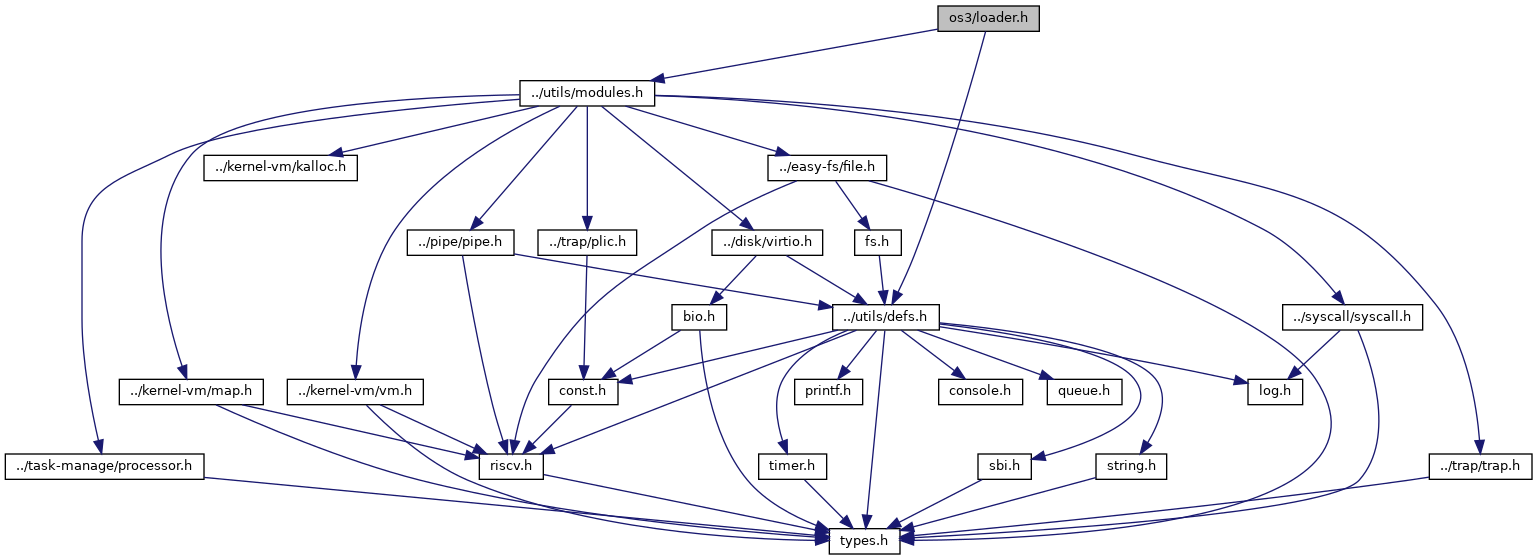 os3/loader.h
../utils/modules.h
../kernel-vm/kalloc.h
../easy-fs/file.h
../pipe/pipe.h
../trap/plic.h
../disk/virtio.h
fs.h
bio.h
../utils/defs.h
../syscall/syscall.h
../kernel-vm/map.h
../kernel-vm/vm.h
const.h
printf.h
console.h
queue.h
log.h
../task-manage/processor.h
riscv.h
timer.h
sbi.h
string.h
../trap/trap.h
types.h